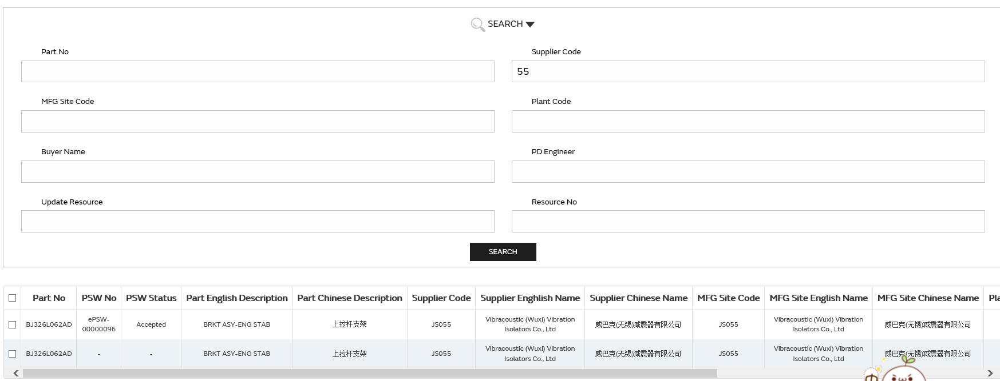 SEARCH
Part No
Supplier Code
55
MFG Site Code
Plant Code
Buyer Name
PD Engineer
Update Resource
Resource No
SEARCH
Part No PSW No PSW Status Part English Description Part Chinese Description Supplier Code Supplier Enghlish Name Supplier Chinese Name MFG Site Code MFG Site English Name MFG Site Chinese Name
BJ326L062AD ePSW-00000096 Accepted BRKT ASY-ENG STAB 上拉杆支架 JS055 Vibracoustic (Wuxi) Vibration Isolators Co., Ltd 威巴克(无锡)减震器有限公司 JS055 Vibracoustic (Wuxi) Vibration Isolators Co., Ltd 威巴克(无锡)减震器有限公司
BJ326L062AD - - BRKT ASY-ENG STAB 上拉杆支架 JS055 Vibracoustic (Wuxi) Vibration Isolators Co., Ltd 威巴克(无锡)减震器有限公司 JS055 Vibracoustic (Wuxi) Vibration Isolators Co., Ltd 威巴克(无锡)减震器有限公司